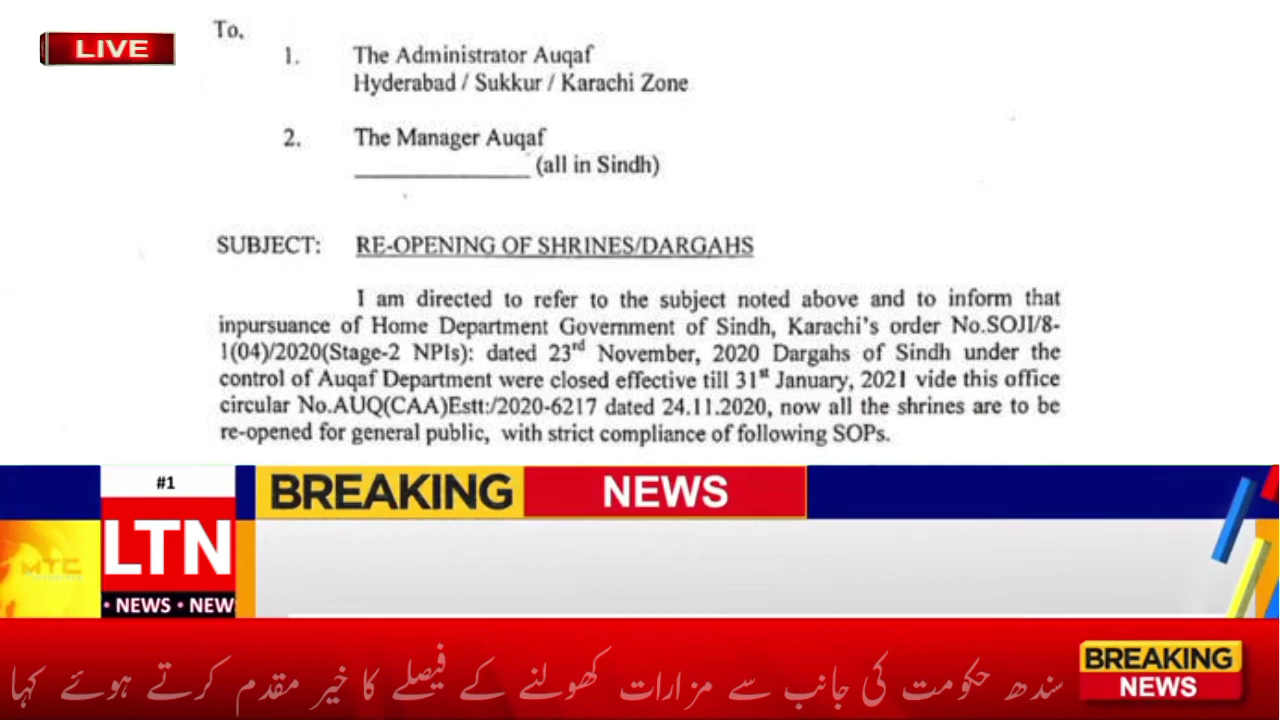 To,
LIVE
1. The Administrator Auqaf
Hyderabad / Sukkur / Karachi Zone
2. The Manager Auqaf
____________ (all in Sindh)
SUBJECT: RE-OPENING OF SHRINES/DARGAHS
I am directed to refer to the subject noted above and to inform that
inpursuance of Home Department Government of Sindh, Karachi's order No.SOJI/8-
1(04)/2020(Stage-2 NPIs): dated 23rd November, 2020 Dargahs of Sindh under the
control of Auqaf Department were closed effective till 31st January, 2021 vide this office
circular No.AUQ(CAA)Estt:/2020-6217 dated 24.11.2020, now all the shrines are to be
re-opened for general public, with strict compliance of following SOPs.
#1
BREAKING NEWS
LTN
MTC
• NEWS • NEW
سندھ حکومت کی جانب سے مزارات کھولنے کے فیصلے کا خیر مقدم کرتے ہوئے کہا
BREAKING
NEWS